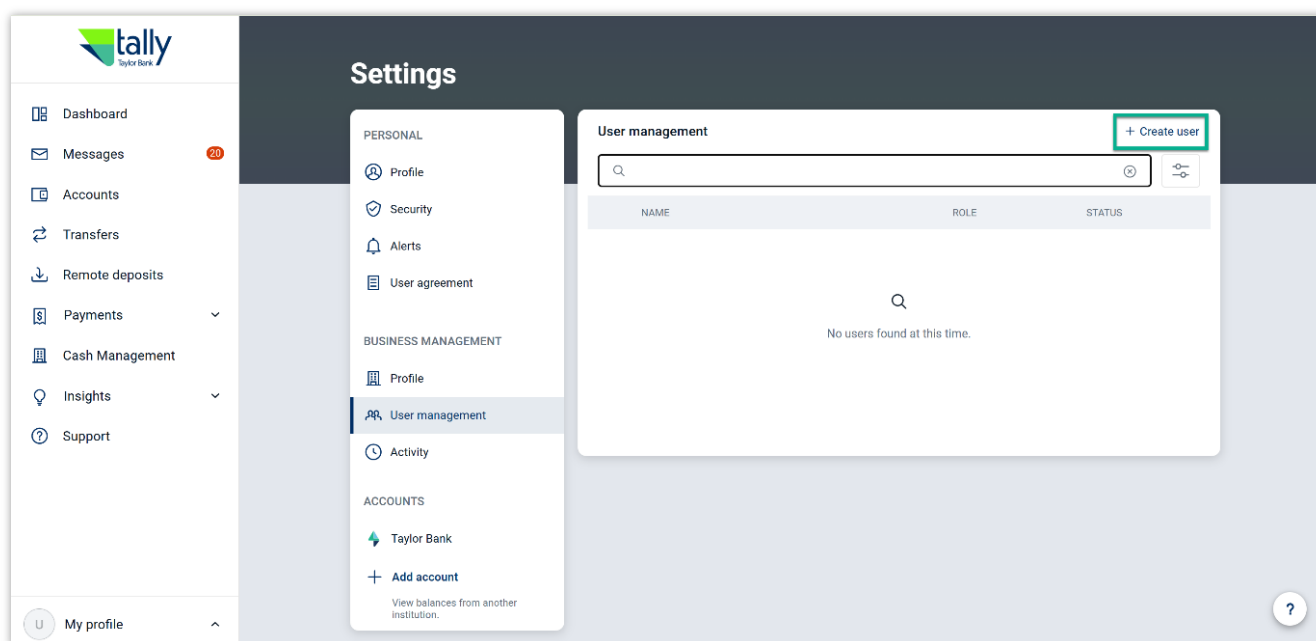 tally
Taylor Bank
Dashboard
Messages 20
Accounts
Transfers
Remote deposits
Payments
Cash Management
Insights
Support
U My profile
Settings
PERSONAL
Profile
Security
Alerts
User agreement
BUSINESS MANAGEMENT
Profile
User management
Activity
ACCOUNTS
Taylor Bank
+ Add account
View balances from another
institution.
User management + Create user
NAME ROLE STATUS
No users found at this time.
?